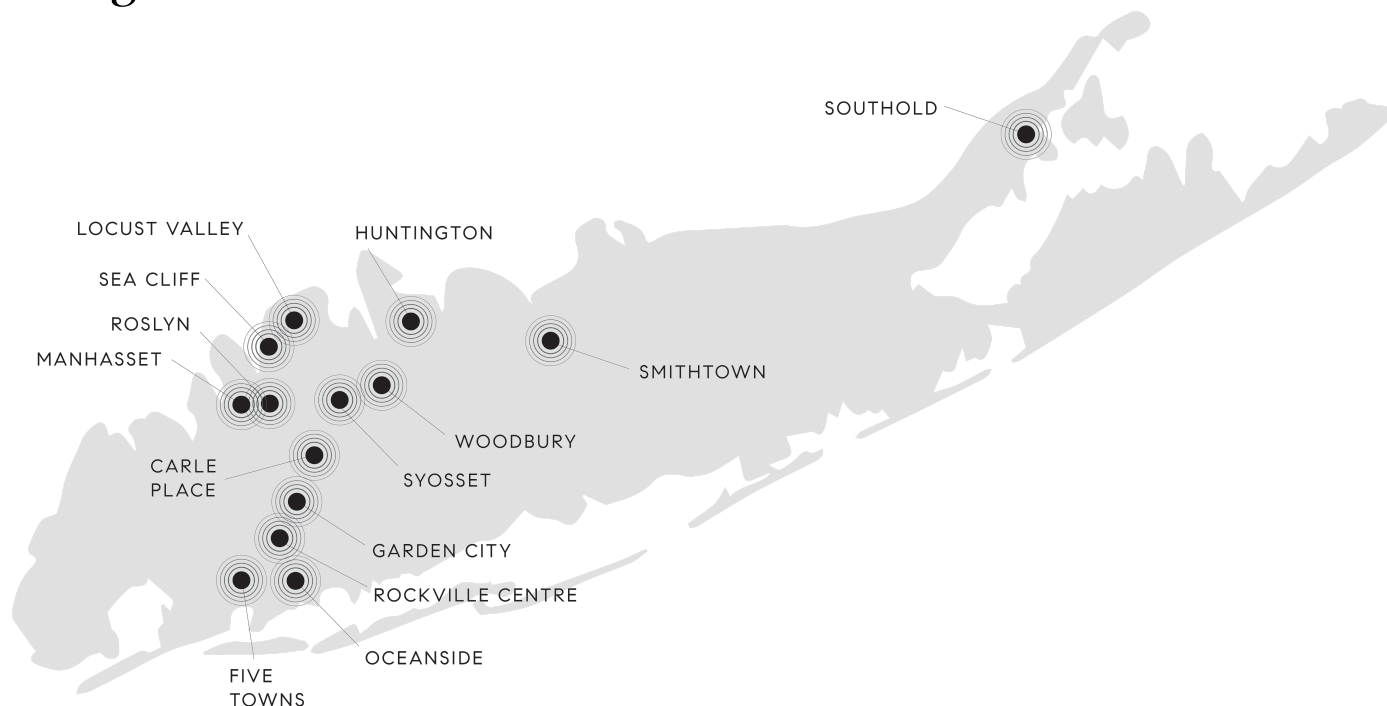 SOUTHOLD
LOCUST VALLEY
HUNTINGTON
SEA CLIFF
ROSLYN
MANHASSET
SMITHTOWN
WOODBURY
CARLE
PLACE
SYOSSET
GARDEN CITY
ROCKVILLE CENTRE
OCEANSIDE
FIVE
TOWNS